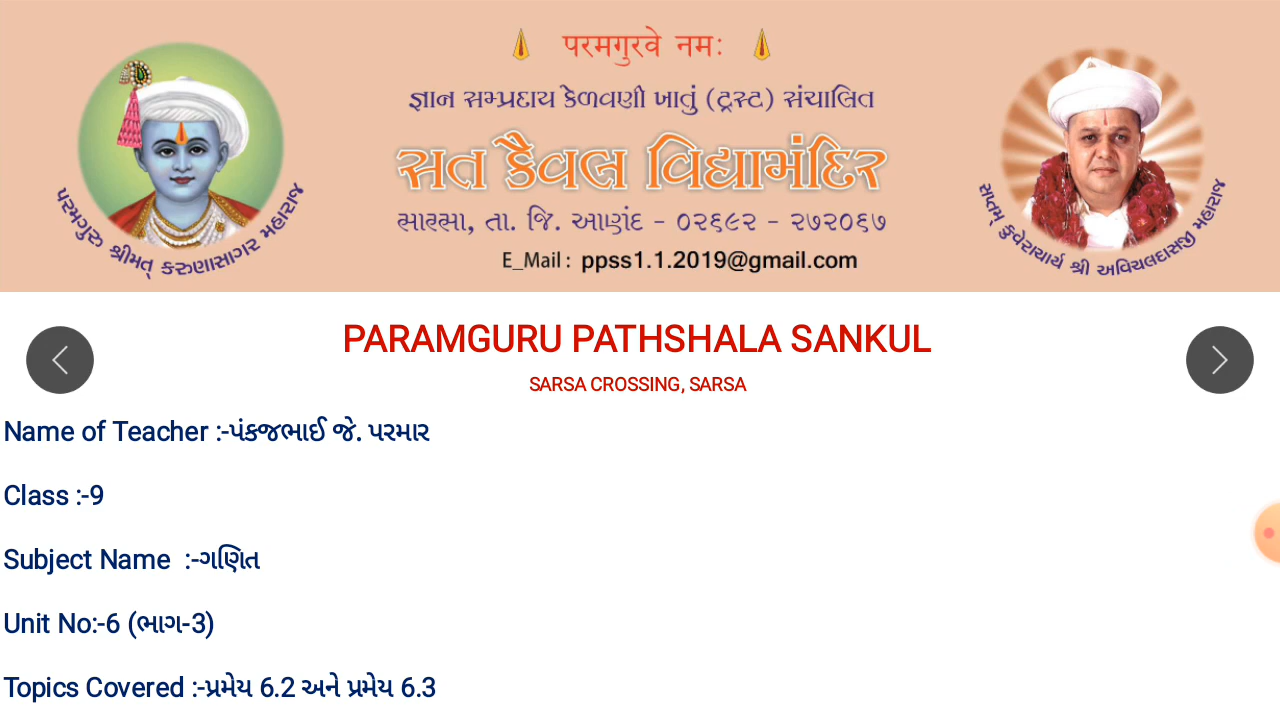 परमगुरवे नमः
જ્ઞાન સમ્પ્રદાય કેળવણી ખાતું (ટ્રસ્ટ) સંચાલિત
સત કૈવલ વિદ્યામંદિર
સારસા, તા. જિ. આણંદ - ૦૨૬૯૨ - ૨૭૨૦૬૭
E_Mail : ppss1.1.2019@gmail.com
પરમગુરુ શ્રીમત્ કરુણાસાગર મહારાજ
સપ્તમ કુવેરાચાર્ય શ્રી અવિચલદાસજી મહારાજ
PARAMGURU PATHSHALA SANKUL
SARSA CROSSING, SARSA
Name of Teacher :-પંકજભાઈ જે. પરમાર
Class :-9
Subject Name :-ગણિત
Unit No:-6 (ભાગ-3)
Topics Covered :-પ્રમેય 6.2 અને પ્રમેય 6.3